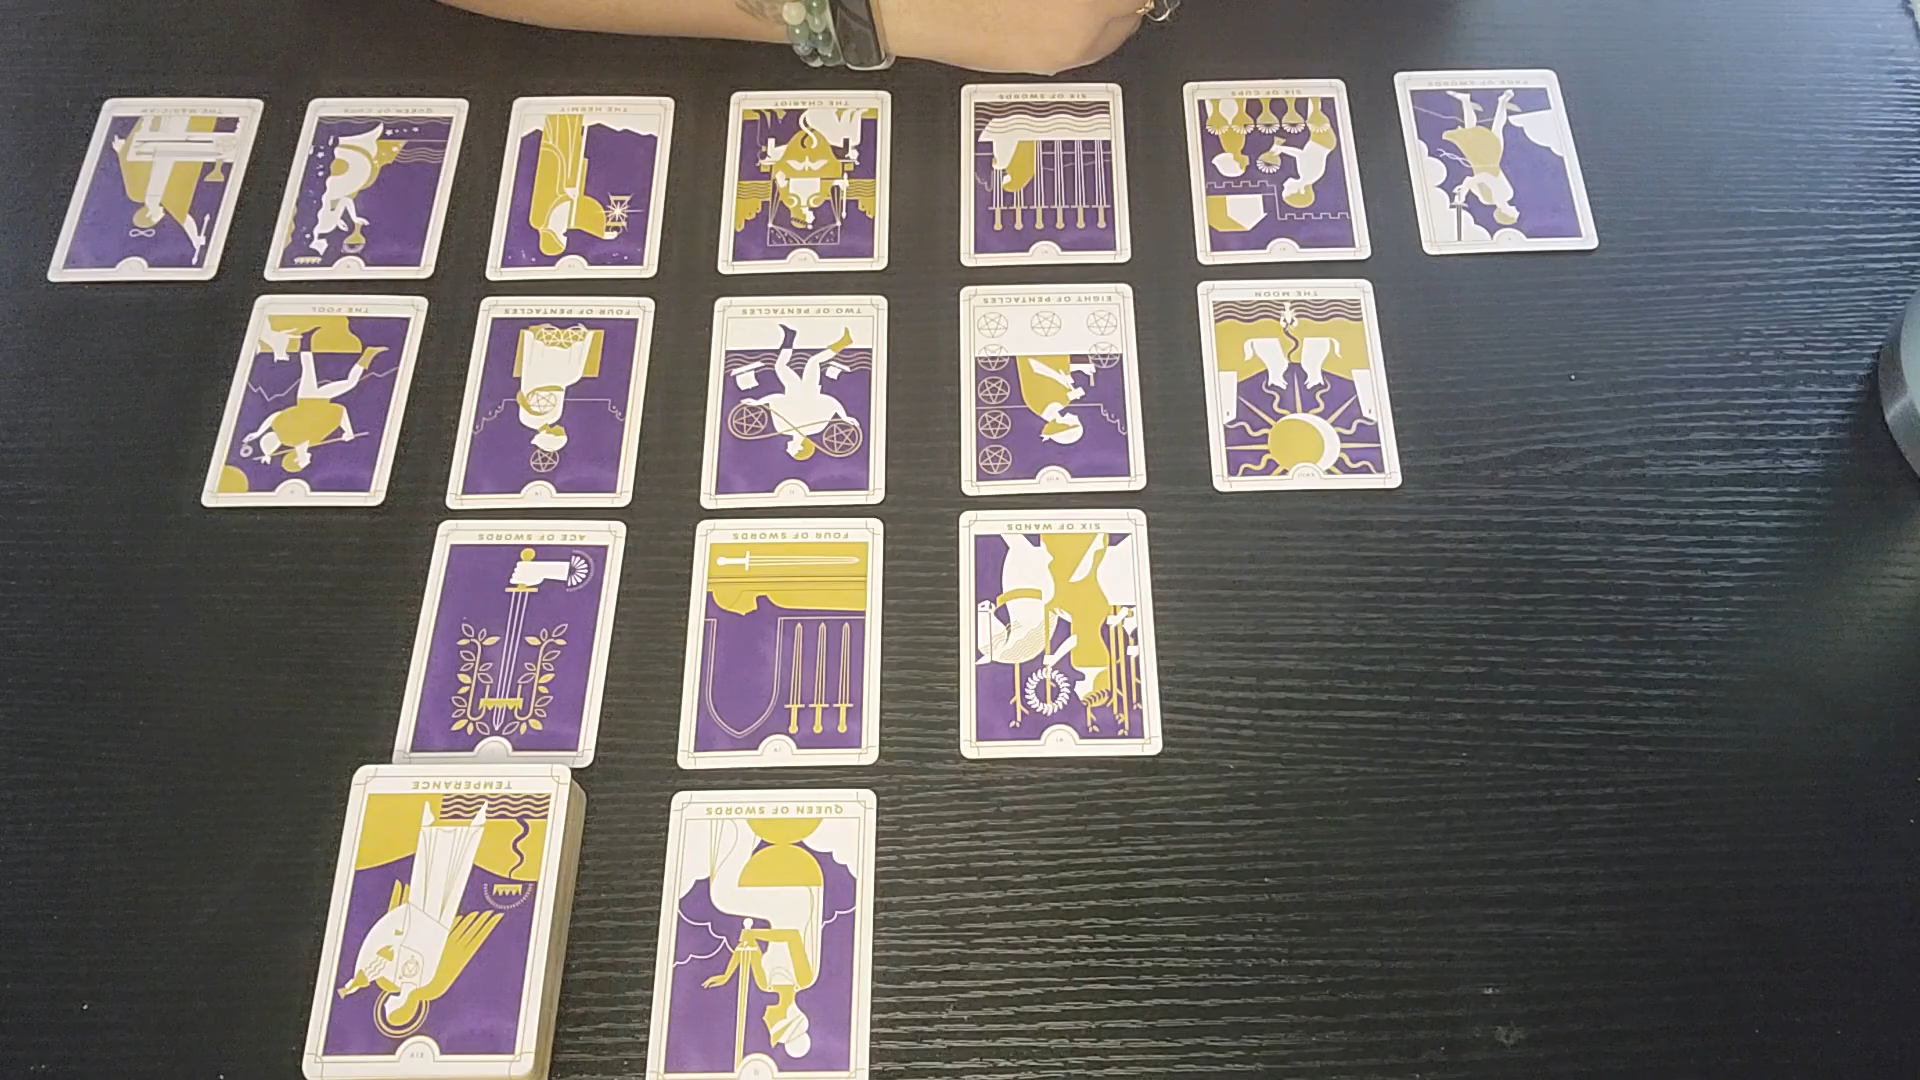 THE MAGICIAN
QUEEN OF CUPS
THE HERMIT
THE CHARIOT
SIX OF SWORDS
SIX OF CUPS
PAGE OF SWORDS
THE FOOL
FOUR OF PENTACLES
TWO OF PENTACLES
EIGHT OF PENTACLES
THE MOON
ACE OF SWORDS
FOUR OF SWORDS
SIX OF WANDS
TEMPERANCE
XIV
QUEEN OF SWORDS